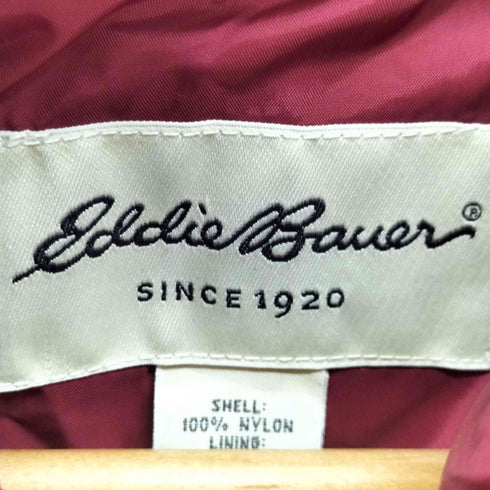 Eddie Bauer®
SINCE 1920
SHELL:
100% NYLON
LINING: